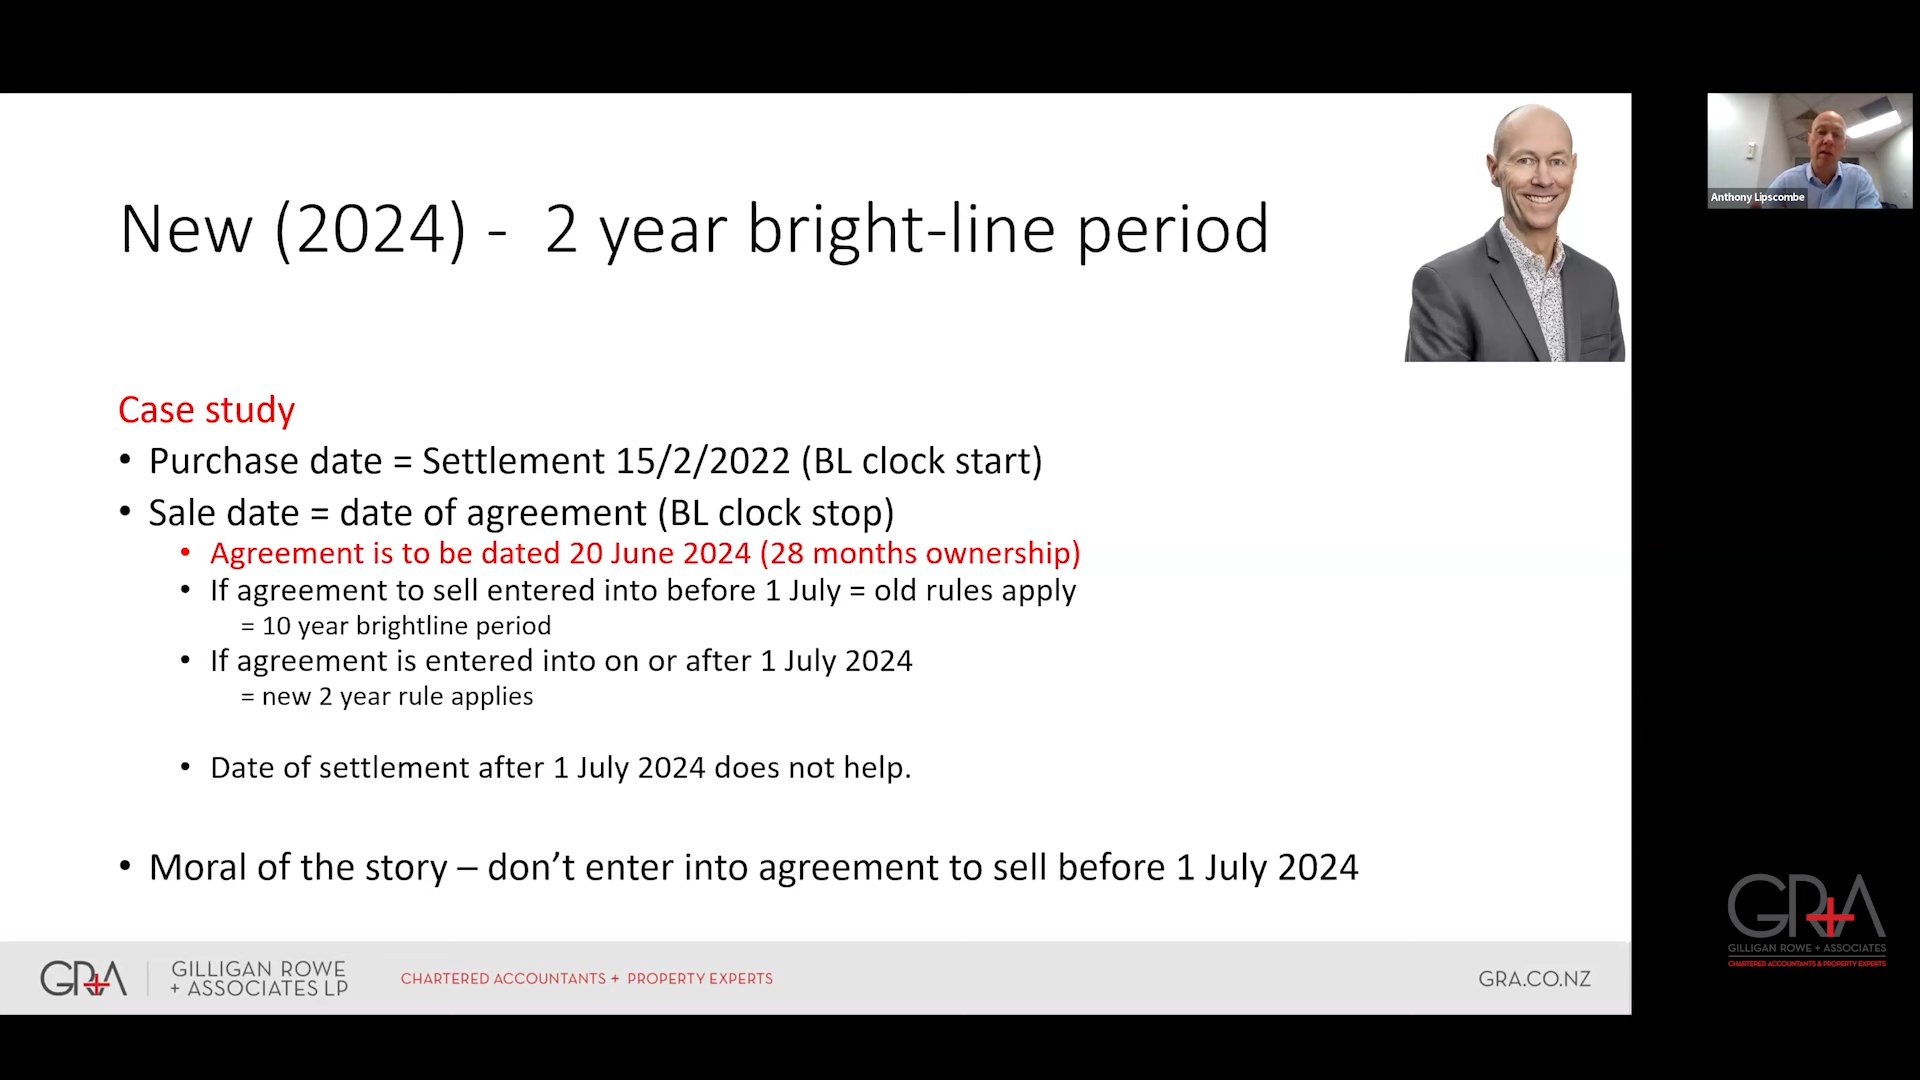 New (2024) - 2 year bright-line period
Anthony Lipscombe
Case study
• Purchase date = Settlement 15/2/2022 (BL clock start)
• Sale date = date of agreement (BL clock stop)
• Agreement is to be dated 20 June 2024 (28 months ownership)
• If agreement to sell entered into before 1 July = old rules apply
= 10 year brightline period
• If agreement is entered into on or after 1 July 2024
= new 2 year rule applies
• Date of settlement after 1 July 2024 does not help.
• Moral of the story – don’t enter into agreement to sell before 1 July 2024
GRA
GILLIGAN ROWE
+ ASSOCIATES LP
CHARTERED ACCOUNTANTS + PROPERTY EXPERTS
GRA.CO.NZ
GRA
GILLIGAN ROWE + ASSOCIATES
CHARTERED ACCOUNTANTS & PROPERTY EXPERTS